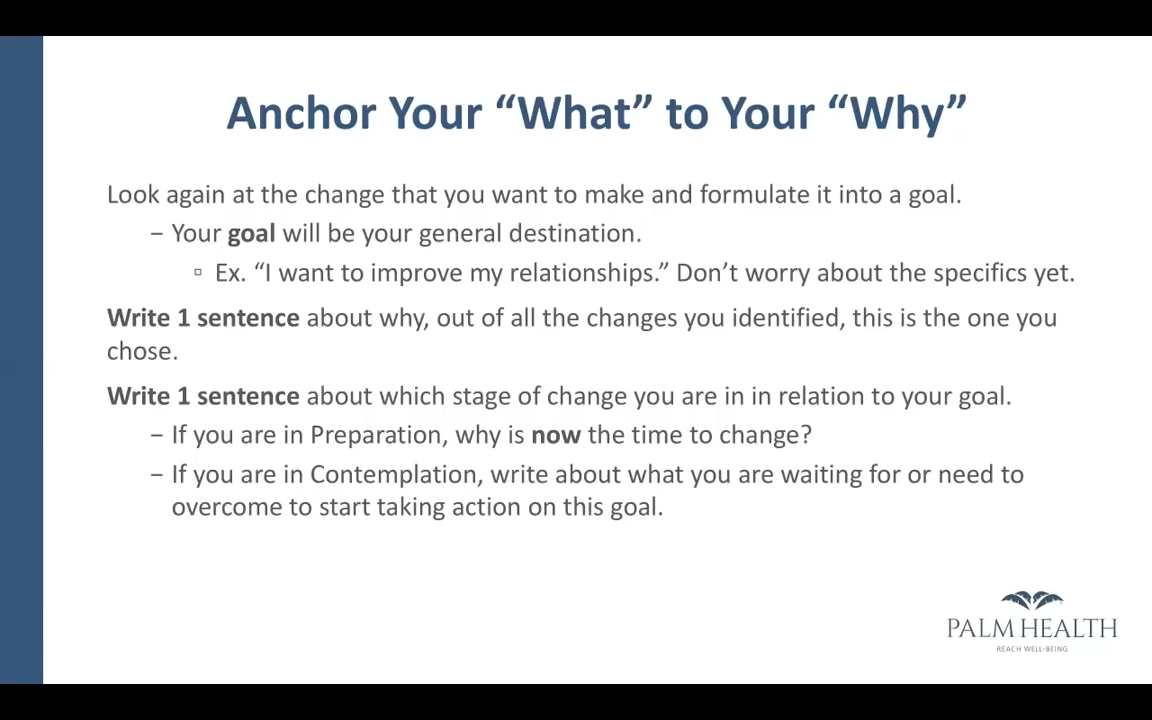 Anchor Your “What” to Your “Why”
Look again at the change that you want to make and formulate it into a goal.
– Your goal will be your general destination.
▫ Ex. “I want to improve my relationships.” Don’t worry about the specifics yet.
Write 1 sentence about why, out of all the changes you identified, this is the one you
chose.
Write 1 sentence about which stage of change you are in in relation to your goal.
– If you are in Preparation, why is now the time to change?
– If you are in Contemplation, write about what you are waiting for or need to
overcome to start taking action on this goal.
PALM HEALTH
REACH WELL-BEING